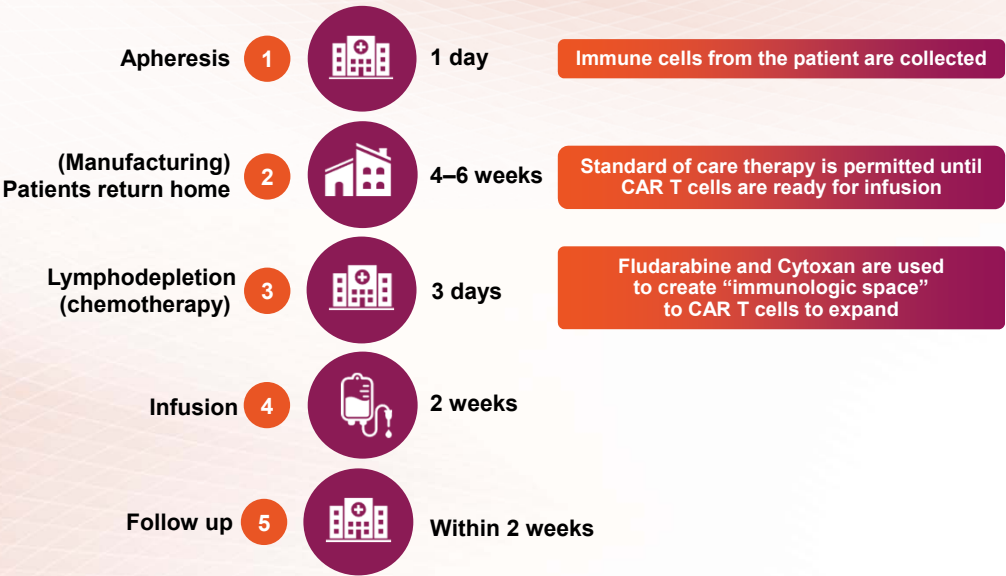 Apheresis
1
1 day
Immune cells from the patient are collected
(Manufacturing)
Patients return home
2
4–6 weeks
Standard of care therapy is permitted until
CAR T cells are ready for infusion
Lymphodepletion
(chemotherapy)
3
3 days
Fludarabine and Cytoxan are used
to create “immunologic space”
to CAR T cells to expand
Infusion
4
2 weeks
Follow up
5
Within 2 weeks